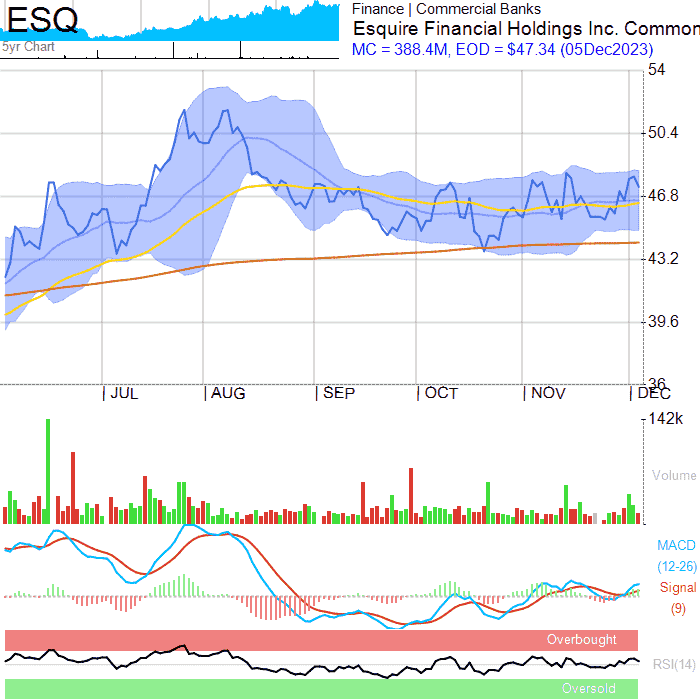 ESQ
5yr Chart
Finance | Commercial Banks
Esquire Financial Holdings Inc. Common
MC = 388.4M, EOD = $47.34 (05Dec2023)
54
50.4
46.8
43.2
39.6
36
JUL
AUG
SEP
OCT
NOV
DEC
142k
Volume
MACD
(12-26)
Signal
(9)
Overbought
RSI(14)
Oversold